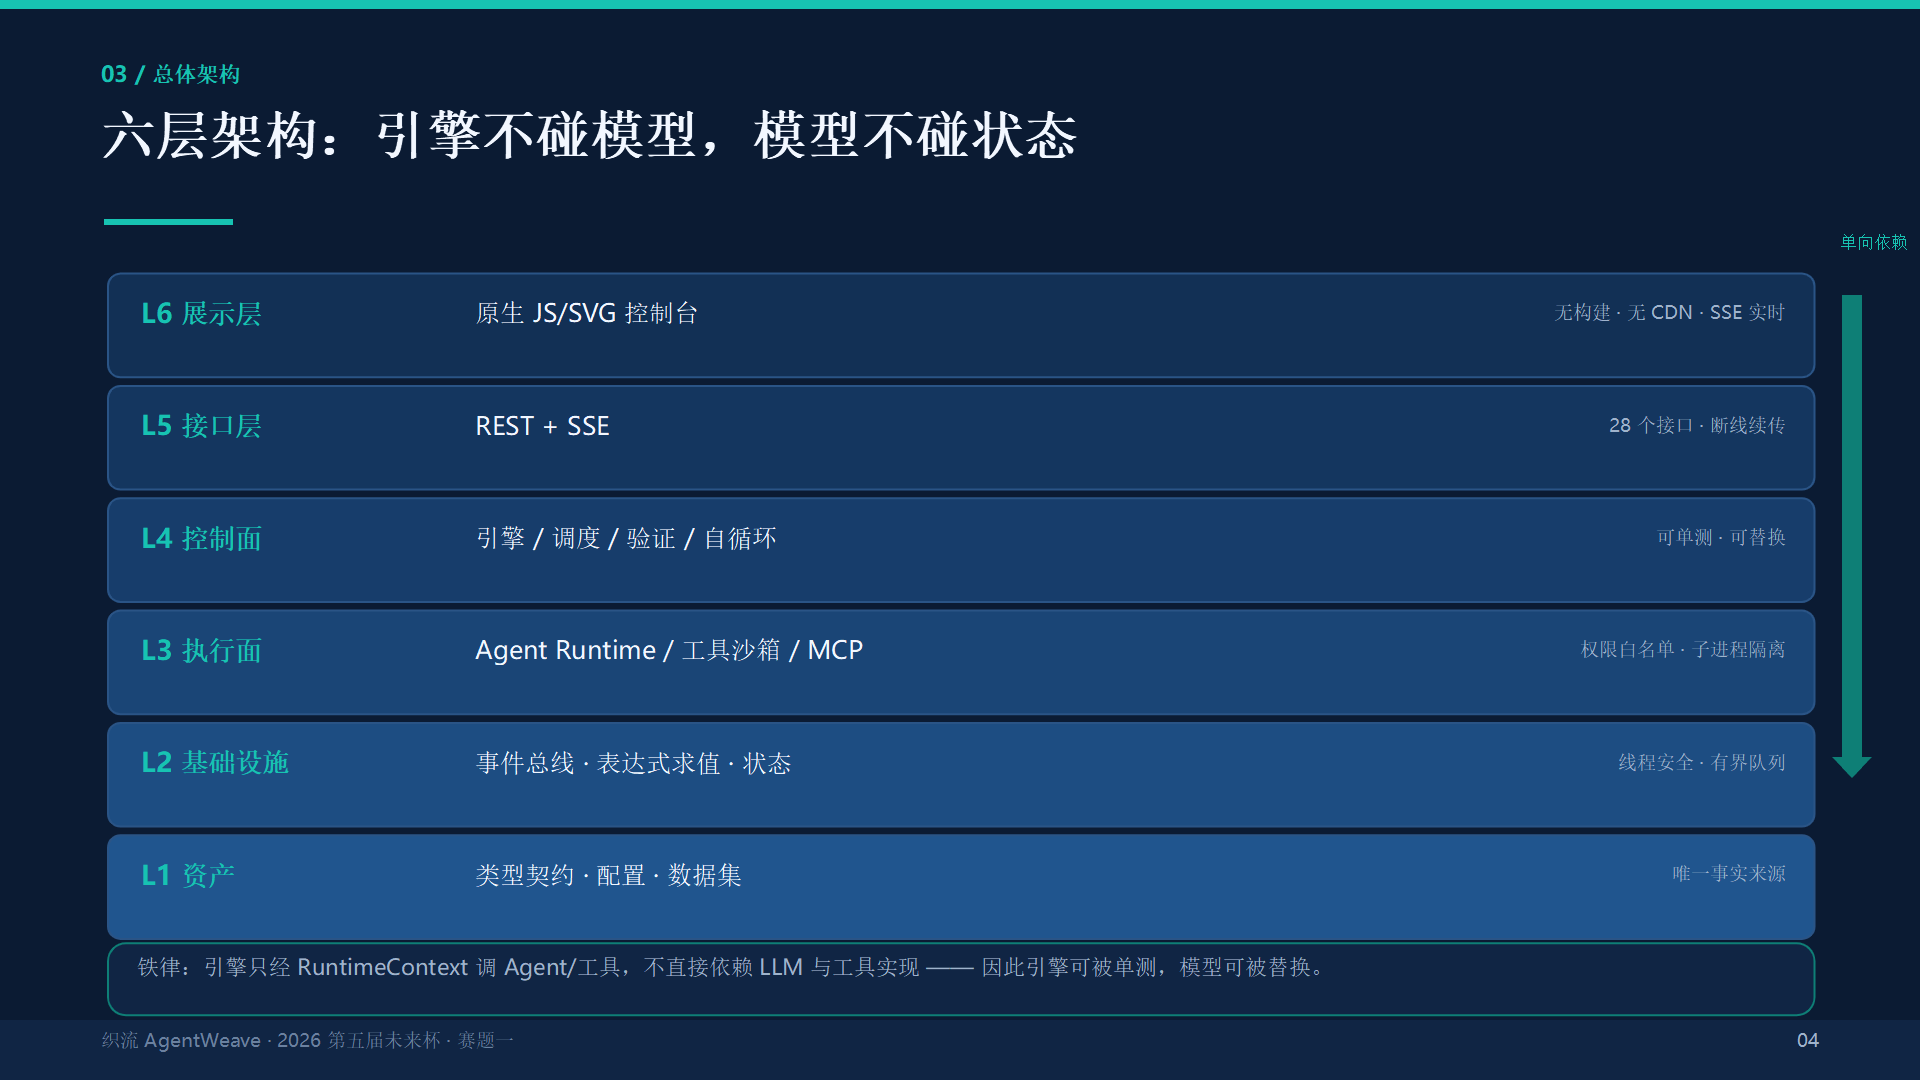 03 / 总体架构
六层架构：引擎不碰模型，模型不碰状态
单向依赖
L6 展示层 原生 JS/SVG 控制台 无构建 · 无 CDN · SSE 实时
L5 接口层 REST + SSE 28 个接口 · 断线续传
L4 控制面 引擎 / 调度 / 验证 / 自循环 可单测 · 可替换
L3 执行面 Agent Runtime / 工具沙箱 / MCP 权限白名单 · 子进程隔离
L2 基础设施 事件总线 · 表达式求值 · 状态 线程安全 · 有界队列
L1 资产 类型契约 · 配置 · 数据集 唯一事实来源
铁律：引擎只经 RuntimeContext 调 Agent/工具，不直接依赖 LLM 与工具实现 —— 因此引擎可被单测，模型可被替换。
织流 AgentWeave · 2026 第五届未来杯 · 赛题一 04